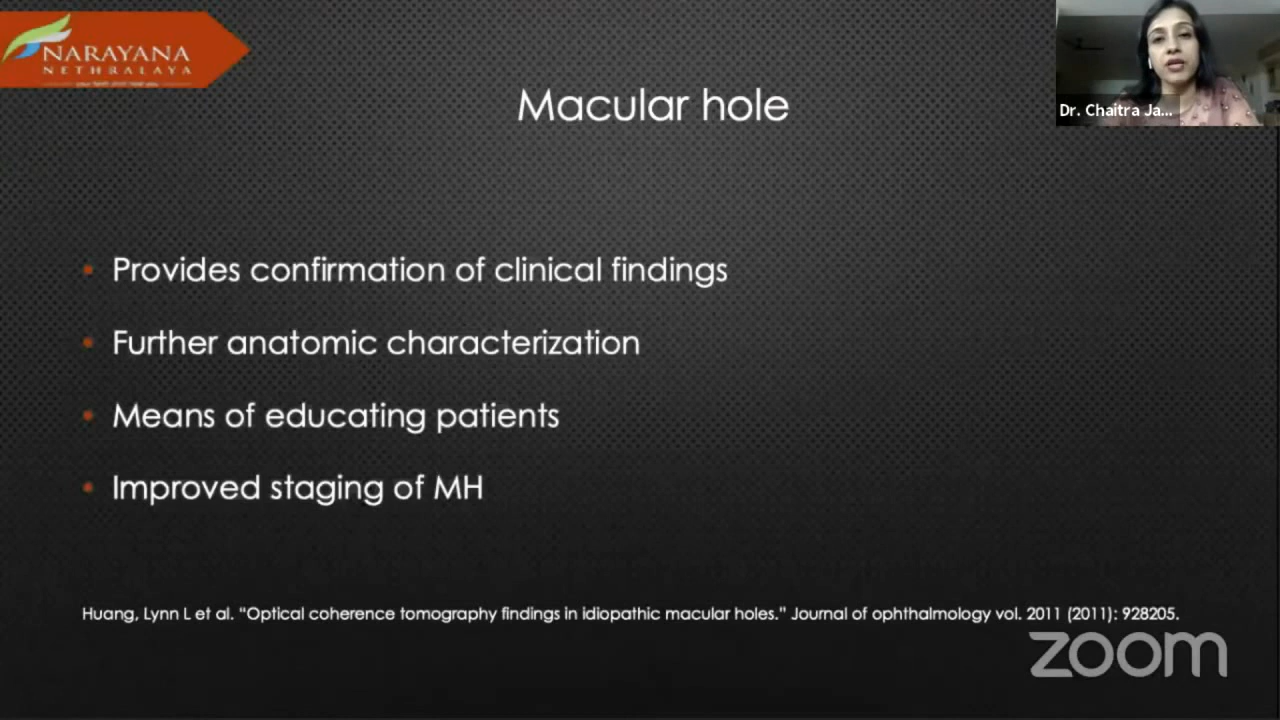 NARAYANA
NETHRALAYA
Macular hole
Dr. Chaitra Ja...
• Provides confirmation of clinical findings
• Further anatomic characterization
• Means of educating patients
• Improved staging of MH
Huang, Lynn L et al. “Optical coherence tomography findings in idiopathic macular holes.” Journal of ophthalmology vol. 2011 (2011): 928205.
zoom